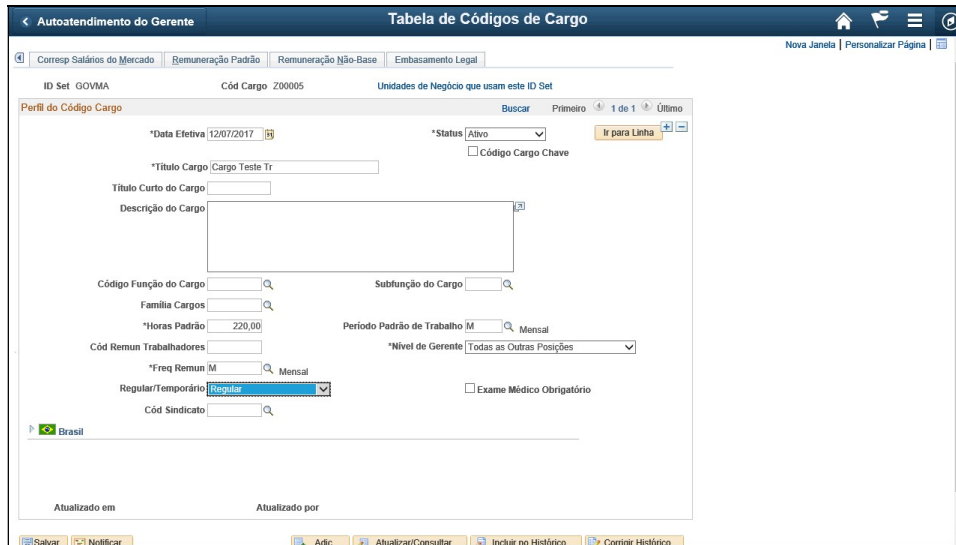 Autoatendimento do Gerente Tabela de Códigos de Cargo
Nova Janela | Personalizar Página |
Corresp Salários do Mercado Remuneração Padrão Remuneração Não-Base Embasamento Legal
ID Set GOVMA Cód Cargo Z00005 Unidades de Negócio que usam este ID Set
Perfil do Código Cargo Buscar Primeiro 1 de 1 Último
*Data Efetiva 12/07/2017 *Status Ativo Ir para Linha
Código Cargo Chave
*Título Cargo Cargo Teste Tr
Título Curto do Cargo
Descrição do Cargo
Código Função do Cargo Subfunção do Cargo
Família Cargos
*Horas Padrão 220,00 Período Padrão de Trabalho M Mensal
Cód Remun Trabalhadores *Nível de Gerente Todas as Outras Posições
*Freq Remun M Mensal
Regular/Temporário Regular Exame Médico Obrigatório
Cód Sindicato
Brasil
Atualizado em Atualizado por
Salvar Notificar Adic Atualizar/Consultar Incluir no Histórico Corrigir Histórico